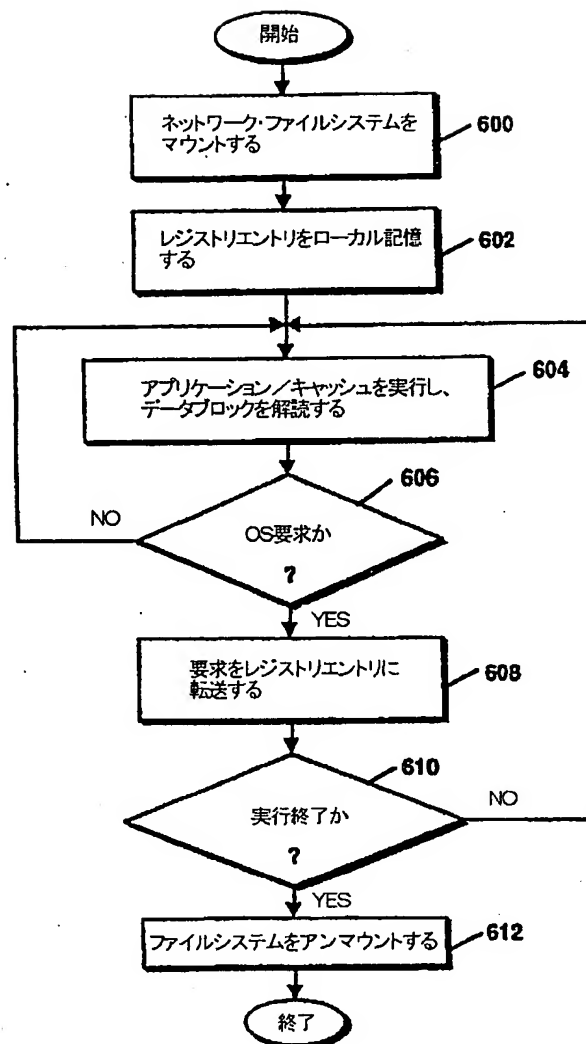 開始
ネットワーク・ファイルシステムを
マウントする
600
レジストリエントリをローカル記憶
する
602
アプリケーション／キャッシュを実行し、
データブロックを解読する
604
606
NO
OS要求か
?
YES
要求をレジストリエントリに
転送する
608
610
実行終了か
NO
?
YES
ファイルシステムをアンマウントする
612
終了